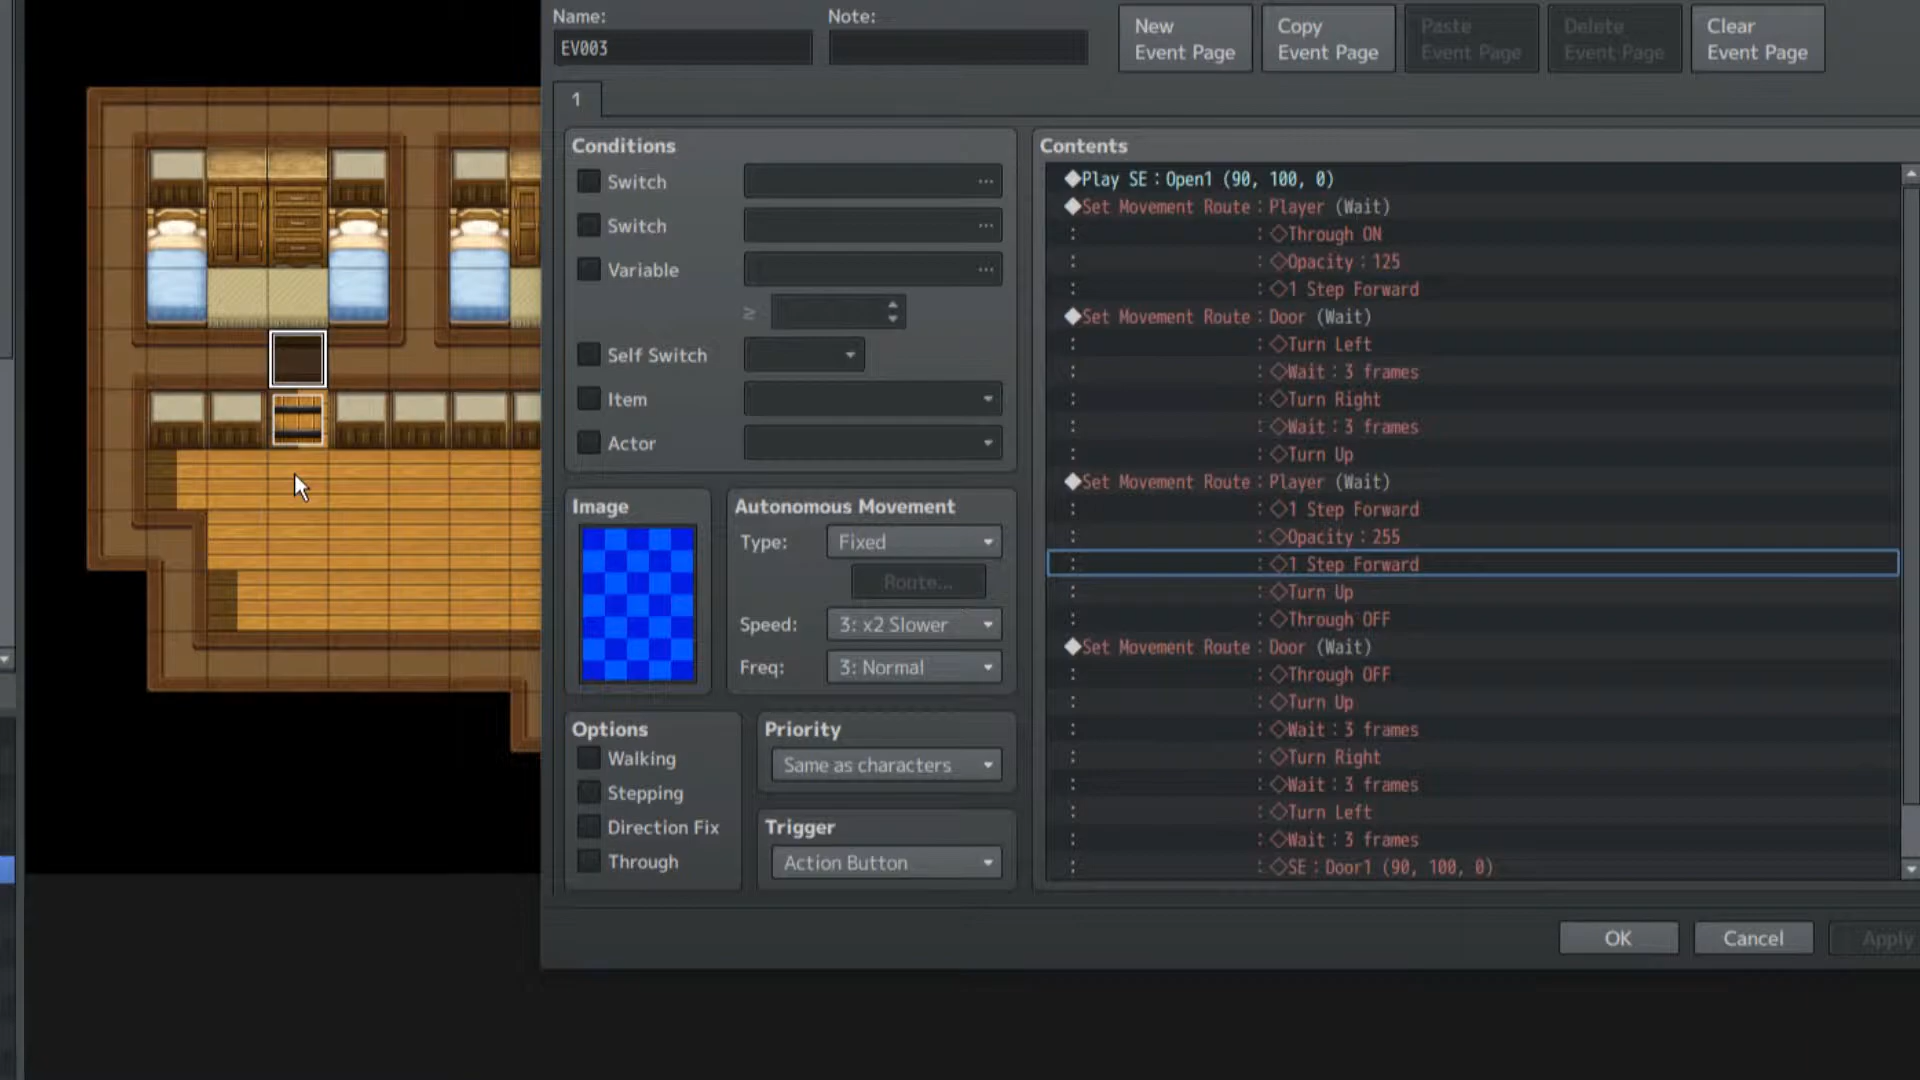 Name:
Note:
EV003
New
Event Page
Copy
Event Page
Paste
Event Page
Delete
Event Page
Clear
Event Page
1
Conditions
Switch
...
Switch
...
Variable
...
≥
Self Switch
Item
Actor
Image
Autonomous Movement
Type:
Fixed
Route...
Speed:
3: x2 Slower
Freq:
3: Normal
Options
Walking
Stepping
Direction Fix
Through
Priority
Same as characters
Trigger
Action Button
Contents
◆Play SE : Open1 (90, 100, 0)
◆Set Movement Route : Player (Wait)
: : ◇Through ON
: : ◇Opacity : 125
: : ◇1 Step Forward
◆Set Movement Route : Door (Wait)
: : ◇Turn Left
: : ◇Wait : 3 frames
: : ◇Turn Right
: : ◇Wait : 3 frames
: : ◇Turn Up
◆Set Movement Route : Player (Wait)
: : ◇1 Step Forward
: : ◇Opacity : 255
: : ◇1 Step Forward
: : ◇Turn Up
: : ◇Through OFF
◆Set Movement Route : Door (Wait)
: : ◇Through OFF
: : ◇Turn Up
: : ◇Wait : 3 frames
: : ◇Turn Right
: : ◇Wait : 3 frames
: : ◇Turn Left
: : ◇Wait : 3 frames
: : ◇SE : Door1 (90, 100, 0)
OK
Cancel
Apply